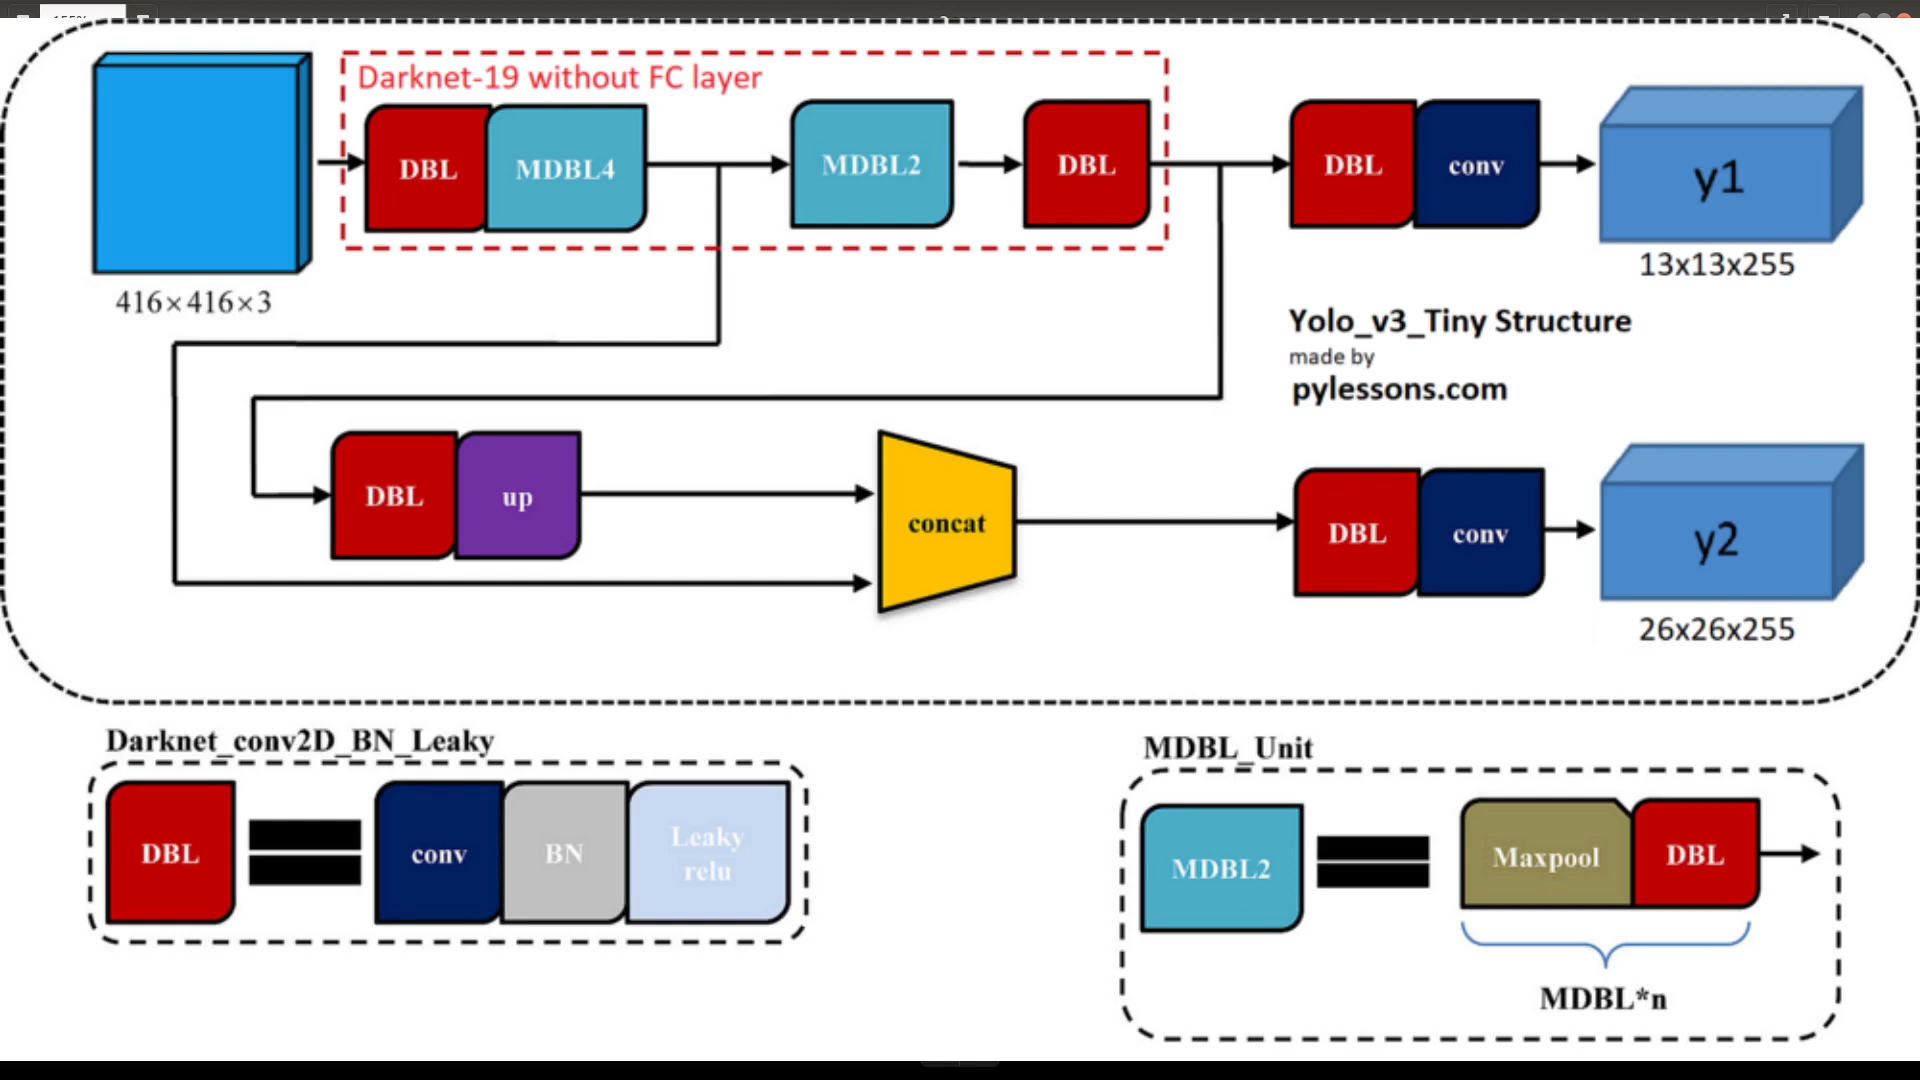 Darknet-19 without FC layer
DBL
MDBL4
MDBL2
DBL
DBL
conv
y1
13x13x255
416×416×3
Yolo_v3_Tiny Structure
made by
pylessons.com
DBL
up
concat
DBL
conv
y2
26x26x255
Darknet_conv2D_BN_Leaky
DBL
conv
BN
Leaky
relu
MDBL_Unit
MDBL2
Maxpool
DBL
MDBL*n